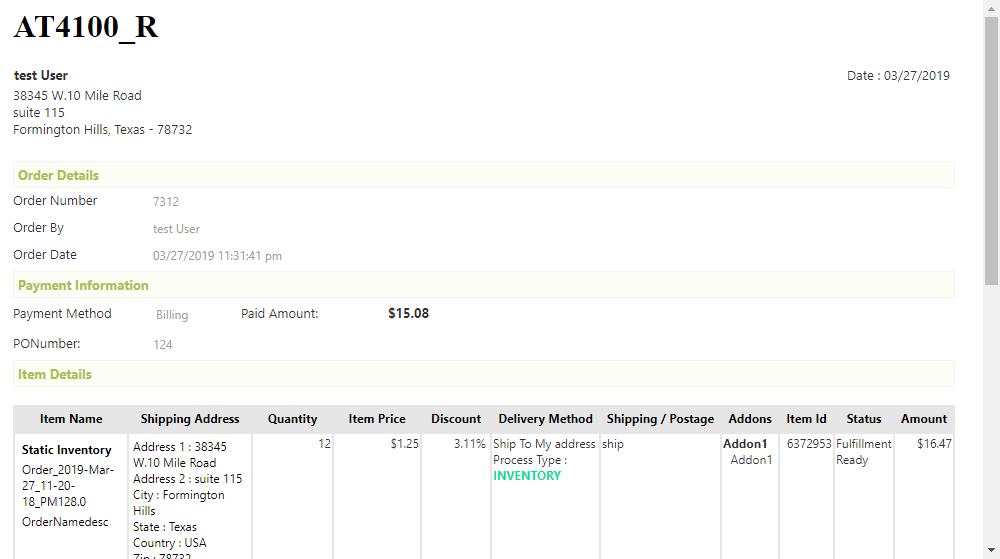 AT4100_R
test User
Date : 03/27/2019
38345 W.10 Mile Road
suite 115
Formington Hills, Texas - 78732
Order Details
Order Number 7312
Order By test User
Order Date 03/27/2019 11:31:41 pm
Payment Information
Payment Method Billing Paid Amount: $15.08
PONumber: 124
Item Details
Item Name Shipping Address Quantity Item Price Discount Delivery Method Shipping / Postage Addons Item Id Status Amount
Static Inventory
Order_2019-Mar-
27_11-20-
18_PM128.0
OrderNamedesc
Address 1 : 38345
W.10 Mile Road
Address 2 : suite 115
City : Formington
Hills
State : Texas
Country : USA
Zip : 78732
12
$1.25
3.11%
Ship To My address
Process Type :
INVENTORY
ship
Addon1
Addon1
6372953
Fulfillment
Ready
$16.47